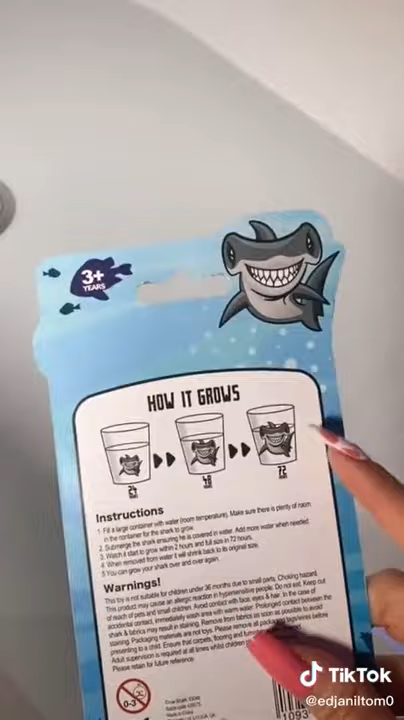 3+
YEARS
HOW IT GROWS
24
48
72
Instructions
1- Fill a large container with water (room temperature). Make sure there is plenty of room
in the container for the shark to grow.
2. Submerge the shark ensuring he is covered in water. Add more water when needed.
3 Watch it start to grow within 2 hours and full size in 72 hours.
4 When removed from water it will shrink back to its original size.
5 You can grow your shark over and over again.
Warnings!
This toy is not suitable for children under 36 months due to small parts. Choking hazard.
This product may cause an allergic reaction in hypersensitive people. Do not eat. Keep out
of reach of pets and small children. Avoid contact with face, eyes & hair. In the case of
accidental contact, immediately wash area with warm water. Prolonged contact between the
shark & fabrics may result in staining. Remove from fabrics as soon as possible to avoid
staining. Packaging materials are not toys. Please remove all packaging before
presenting to a child. Ensure that carpets, flooring and
Adult supervision is required at all times whilst children
Please retain for future reference.
0-3
TikTok
@edjaniltom0